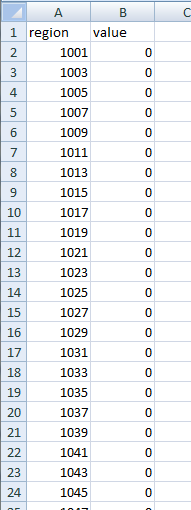 A B C
1 region value
2 1001 0
3 1003 0
4 1005 0
5 1007 0
6 1009 0
7 1011 0
8 1013 0
9 1015 0
10 1017 0
11 1019 0
12 1021 0
13 1023 0
14 1025 0
15 1027 0
16 1029 0
17 1031 0
18 1033 0
19 1035 0
20 1037 0
21 1039 0
22 1041 0
23 1043 0
24 1045 0